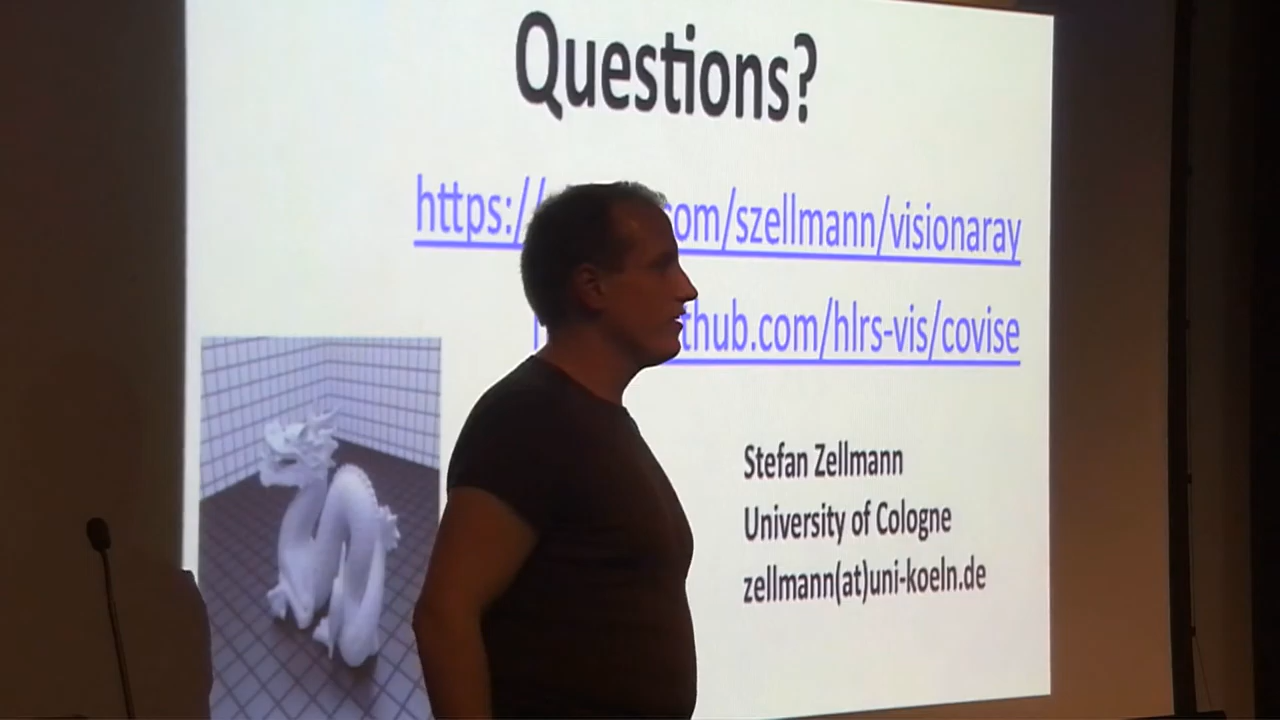 Questions?
https:// com/szellmann/visionaray
thub.com/hlrs-vis/covise
Stefan Zellmann
University of Cologne
zellmann(at)uni-koeln.de